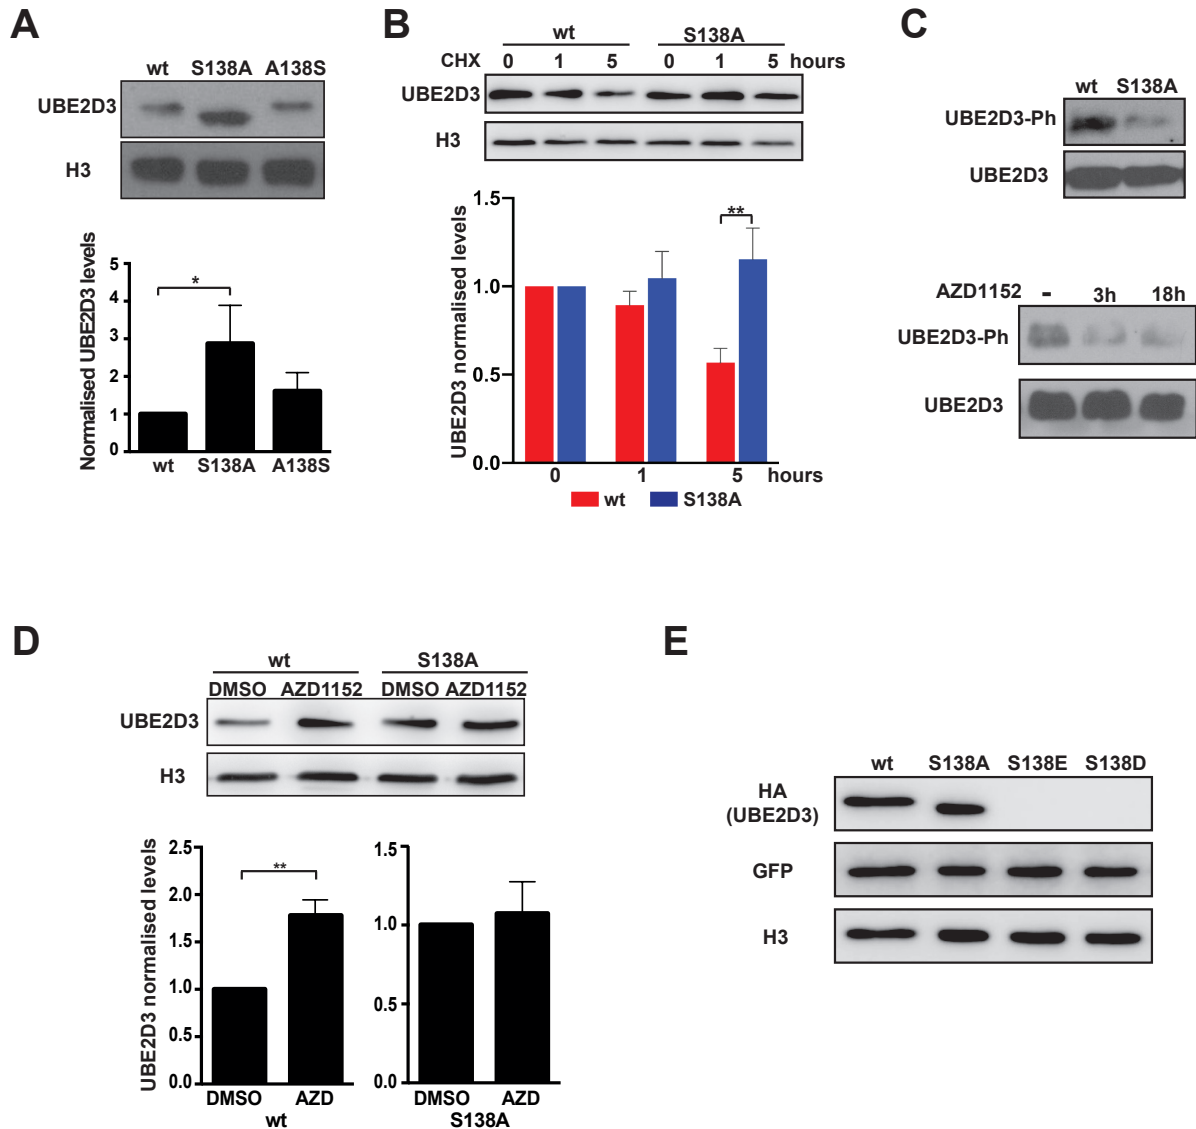 A
wt S138A A138S
UBE2D3
H3
Normalised UBE2D3 levels
5
4
3
2
1
0
*
wt S138A A138S
B
wt S138A
CHX 0 1 5 0 1 5 hours
UBE2D3
H3
UBE2D3 normalised levels
1.5
1.0
0.5
0.0
**
0 1 5 hours
wt S138A
C
wt S138A
UBE2D3-Ph
UBE2D3
AZD1152 - 3h 18h
UBE2D3-Ph
UBE2D3
D
wt S138A
DMSO AZD1152 DMSO AZD1152
UBE2D3
H3
UBE2D3 normalised levels
2.5
2.0
1.5
1.0
0.5
0.0
**
DMSO AZD
wt
1.5
1.0
0.5
0.0
DMSO AZD
S138A
E
wt S138A S138E S138D
HA
(UBE2D3)
GFP
H3